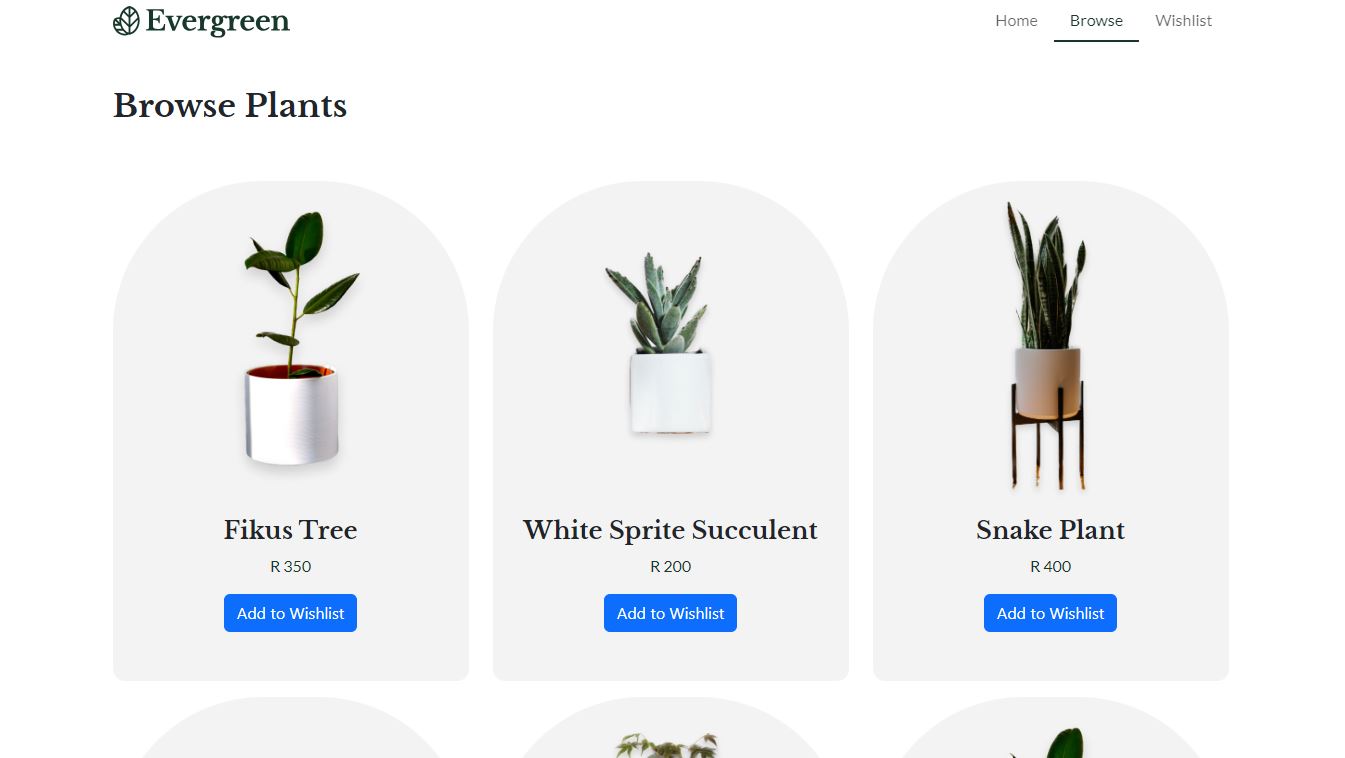 Evergreen
Home Browse Wishlist
Browse Plants
Fikus Tree
R 350
Add to Wishlist
White Sprite Succulent
R 200
Add to Wishlist
Snake Plant
R 400
Add to Wishlist